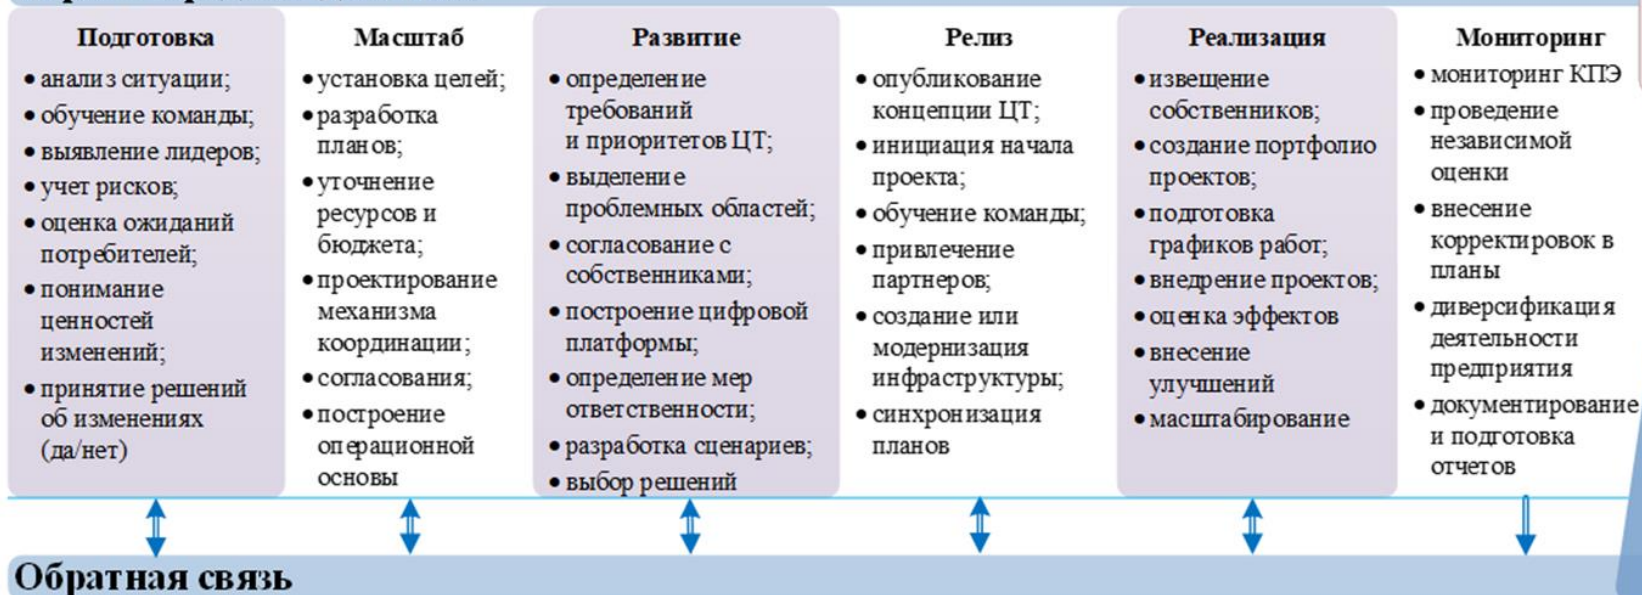 Подготовка
• анализ ситуации;
• обучение команды;
• выявление лидеров;
• учет рисков;
• оценка ожиданий
потребителей;
• понимание
ценностей
изменений;
• принятие решений
об изменениях
(да/нет)
Масштаб
• установка целей;
• разработка
планов;
• уточнение
ресурсов и
бюджета;
• проектирование
механизма
координации;
• согласования;
• построение
операционной
основы
Развитие
• определение
требований
и приоритетов ЦТ;
• выделение
проблемных областей;
• согласование с
собственниками;
• построение цифровой
платформы;
• определение мер
ответственности;
• разработка сценариев;
• выбор решений
Релиз
• опубликование
концепции ЦТ;
• инициация начала
проекта;
• обучение команды;
• привлечение
партнеров;
• создание или
модернизация
инфраструктуры;
• синхронизация
планов
Реализация
• извещение
собственников;
• создание портфолио
проектов;
• подготовка
графиков работ;
• внедрение проектов;
• оценка эффектов
• внесение
улучшений
• масштабирование
Мониторинг
• мониторинг КПЭ
• проведение
независимой
оценки
• внесение
корректировок в
планы
• диверсификация
деятельности
предприятия
• документирование
и подготовка
отчетов
Обратная связь